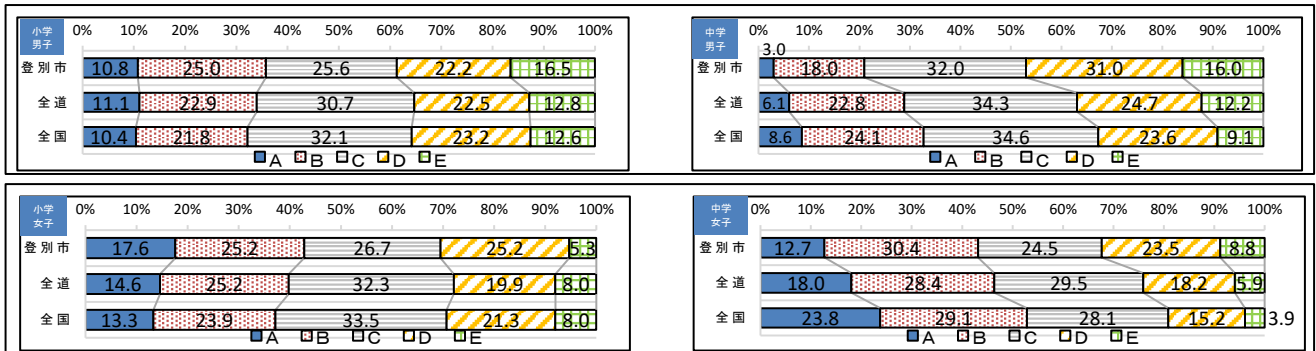 小学
男子
0% 10% 20% 30% 40% 50% 60% 70% 80% 90% 100%
登別市 10.8 25.0 25.6 22.2 16.5
全道 11.1 22.9 30.7 22.5 12.8
全国 10.4 21.8 32.1 23.2 12.6
A B C D E
中学
男子
0% 10% 20% 30% 40% 50% 60% 70% 80% 90% 100%
登別市 3.0 18.0 32.0 31.0 16.0
全道 6.1 22.8 34.3 24.7 12.2
全国 8.6 24.1 34.6 23.6 9.1
A B C D E
小学
女子
0% 10% 20% 30% 40% 50% 60% 70% 80% 90% 100%
登別市 17.6 25.2 26.7 25.2 5.3
全道 14.6 25.2 32.3 19.9 8.0
全国 13.3 23.9 33.5 21.3 8.0
A B C D E
中学
女子
0% 10% 20% 30% 40% 50% 60% 70% 80% 90% 100%
登別市 12.7 30.4 24.5 23.5 8.8
全道 18.0 28.4 29.5 18.2 5.9
全国 23.8 29.1 28.1 15.2 3.9
A B C D E